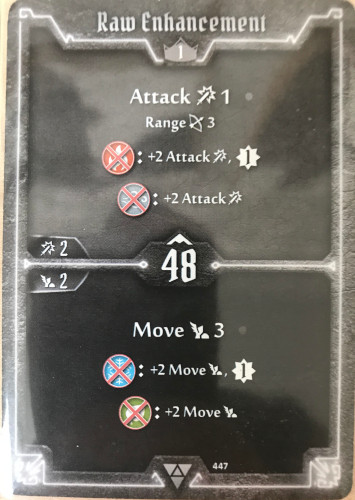 Raw Enhancement
1
Attack 1
Range 3
: +2 Attack , 1
: +2 Attack
2
48
2
Move 3
: +2 Move , 1
: +2 Move
447